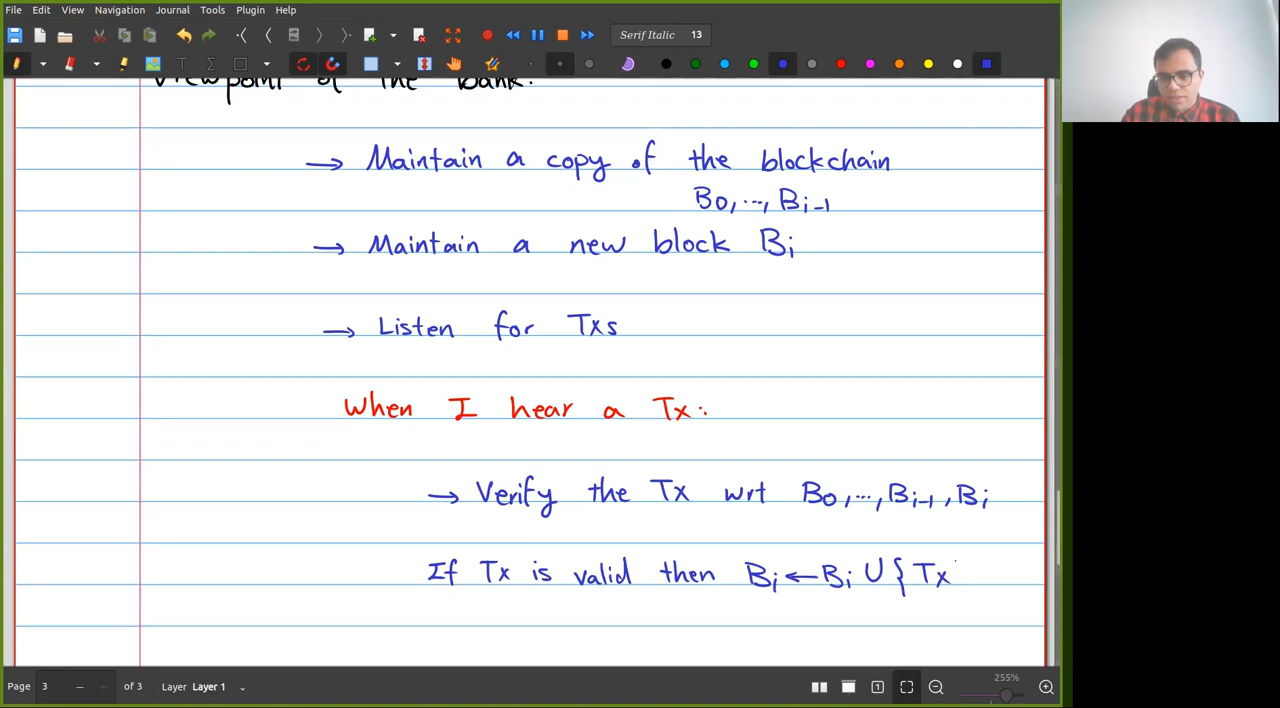 File Edit View Navigation Journal Tools Plugin Help
Serif Italic 13
Viewpoint of the bank:
→ Maintain a copy of the blockchain
B0, ..., Bi-1
→ Maintain a new block Bi
→ Listen for Txs
When I hear a Tx:
→ Verify the Tx wrt B0, ..., Bi-1, Bi
If Tx is valid then Bi ← Bi ∪ { Tx
Page 3 of 3 Layer Layer 1 255%